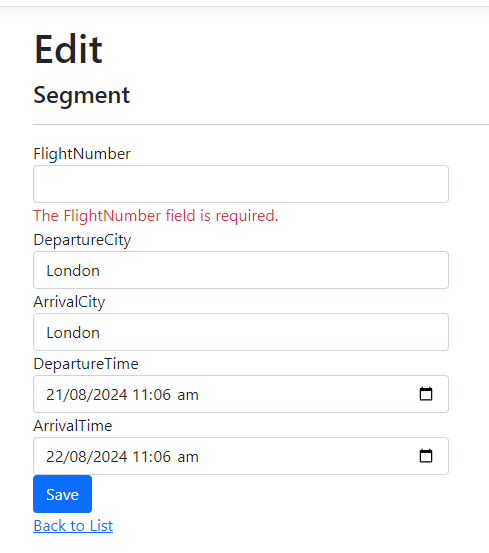 Edit
Segment
FlightNumber
The FlightNumber field is required.
DepartureCity
London
ArrivalCity
London
DepartureTime
21/08/2024 11:06 am
ArrivalTime
22/08/2024 11:06 am
Save
Back to List